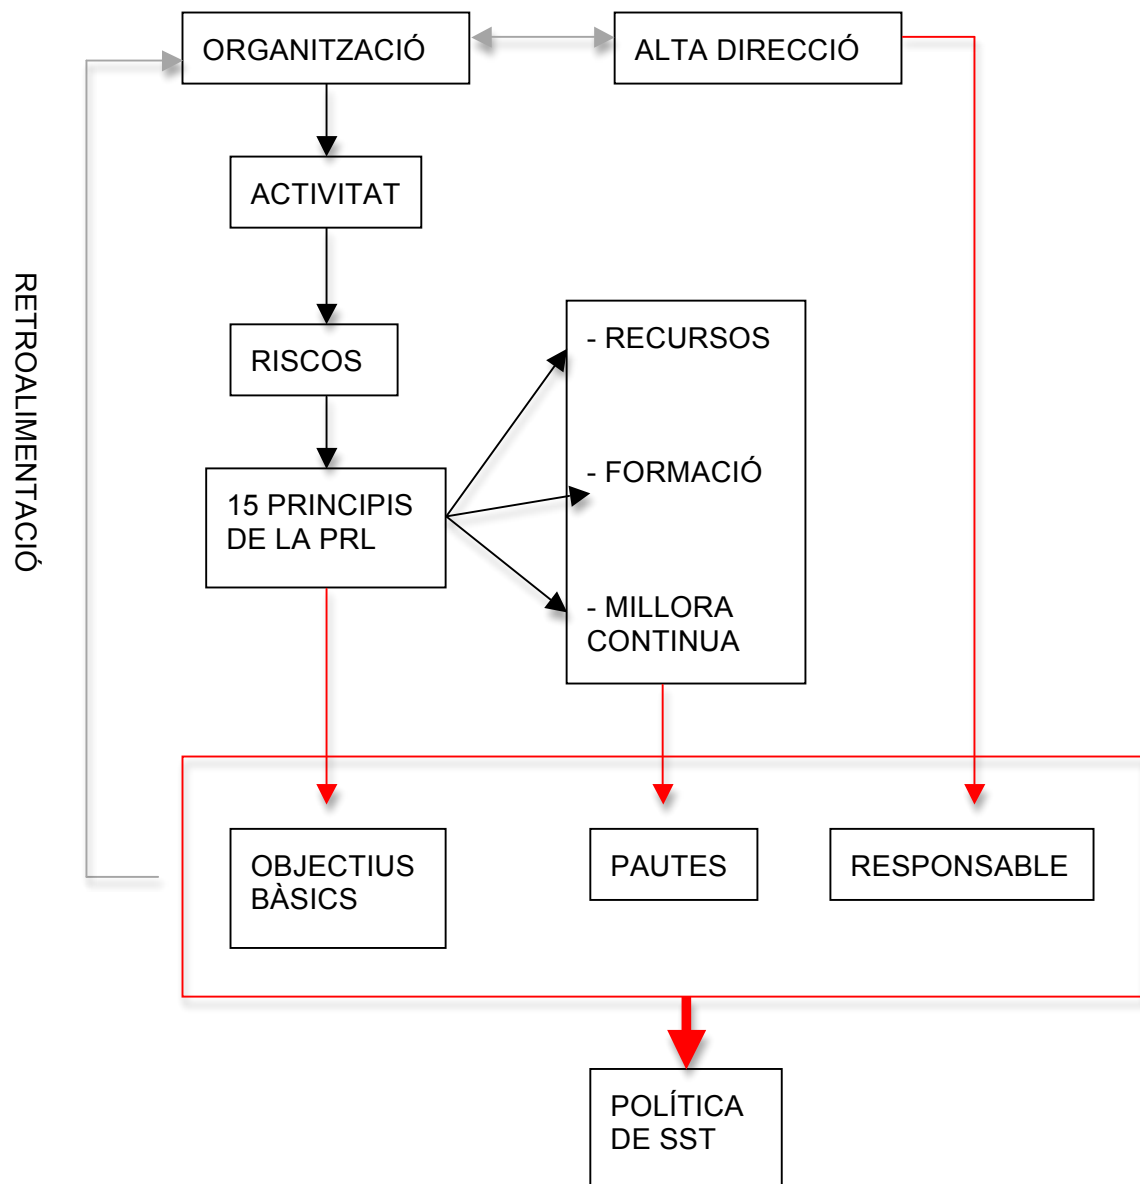 ORGANITZACIÓ
ALTA DIRECCIÓ
ACTIVITAT
RISCOS
- RECURSOS
15 PRINCIPIS
DE LA PRL
- FORMACIÓ
- MILLORA
CONTINUA
RETROALIMENTACIÓ
OBJECTIUS
BÀSICS
PAUTES
RESPONSABLE
POLÍTICA
DE SST